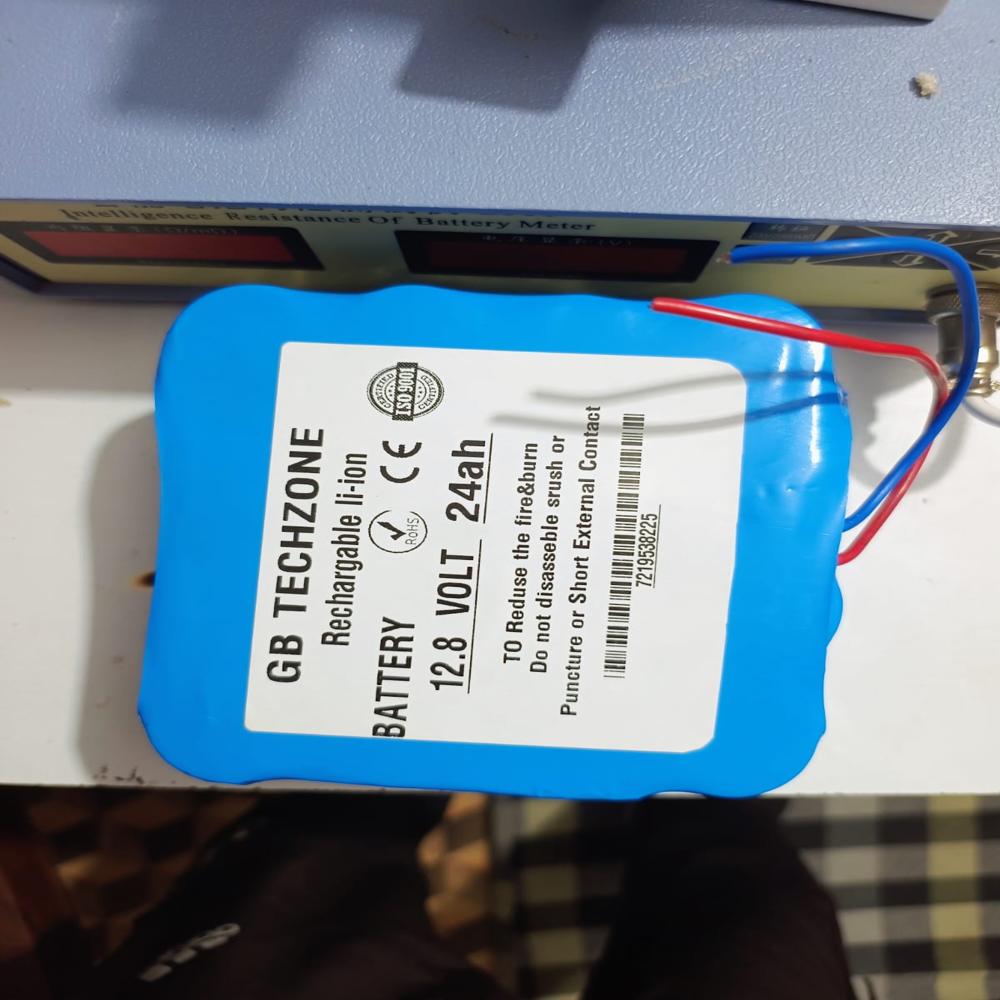 Intelligence Resistance Of Battery Meter
GB TECHZONE
Rechargable li-ion
BATTERY
RoHS
CE
CERTIFIED
ISO 9001
12.8 VOLT 24ah
TO Reduse the fire&burn
Do not disasseble srush or
Puncture or Short External Contact
7219538225